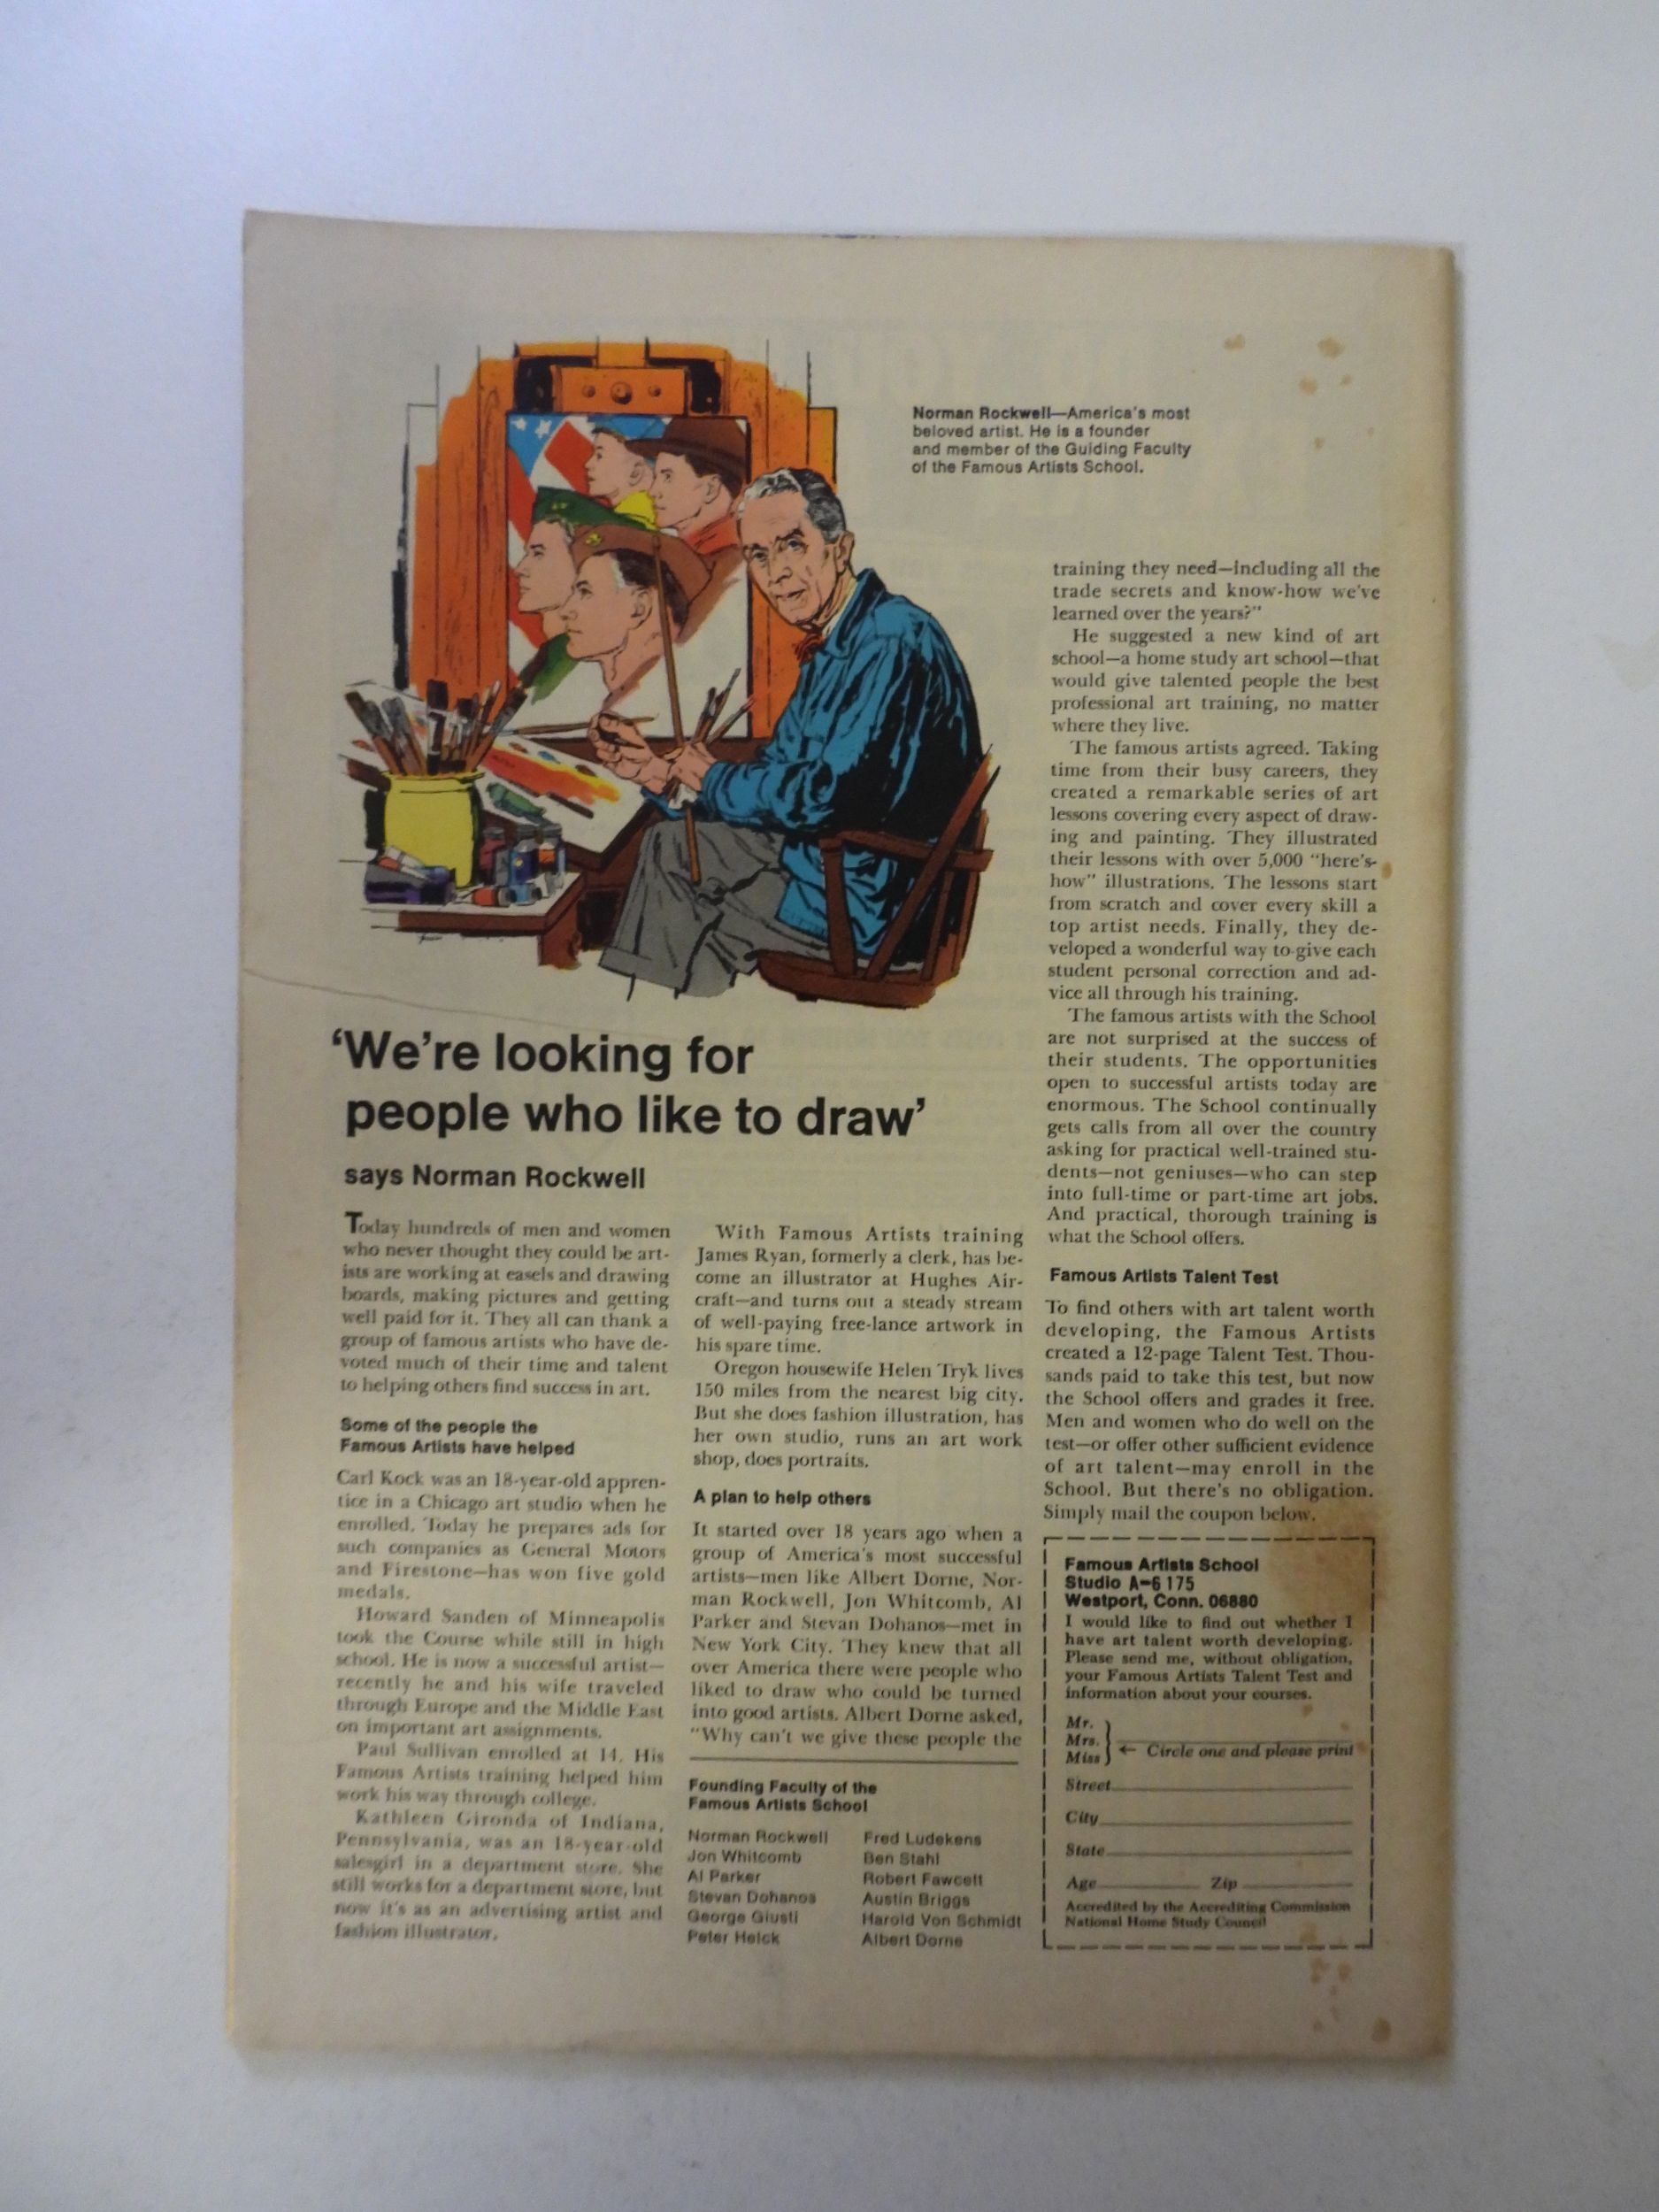 Norman Rockwell—America's most
beloved artist. He is a founder
and member of the Guiding Faculty
of the Famous Artists School.
'We're looking for
people who like to draw'
says Norman Rockwell
Today hundreds of men and women
who never thought they could be art-
ists are working at easels and drawing
boards, making pictures and getting
well paid for it. They all can thank a
group of famous artists who have de-
voted much of their time and talent
to helping others find success in art.
Some of the people the
Famous Artists have helped
Carl Kock was an 18-year-old appren-
tice in a Chicago art studio when he
enrolled. Today he prepares ads for
such companies as General Motors
and Firestone—has won five gold
medals.
Howard Sanden of Minneapolis
took the Course while still in high
school. He is now a successful artist—
recently he and his wife traveled
through Europe and the Middle East
on important art assignments.
Paul Sullivan enrolled at 14. His
Famous Artists training helped him
work his way through college.
Kathleen Gironda of Indiana,
Pennsylvania, was an 18-year-old
salesgirl in a department store. She
still works for a department store, but
now it's as an advertising artist and
fashion illustrator.
With Famous Artists training
James Ryan, formerly a clerk, has be-
come an illustrator at Hughes Air-
craft—and turns out a steady stream
of well-paying free-lance artwork in
his spare time.
Oregon housewife Helen Tryk lives
150 miles from the nearest big city.
But she does fashion illustration, has
her own studio, runs an art work
shop, does portraits.
A plan to help others
It started over 18 years ago when a
group of America's most successful
artists—men like Albert Dorne, Nor-
man Rockwell, Jon Whitcomb, Al
Parker and Stevan Dohanos—met in
New York City. They knew that all
over America there were people who
liked to draw who could be turned
into good artists. Albert Dorne asked,
"Why can't we give these people the
Founding Faculty of the
Famous Artists School
Norman Rockwell
Jon Whitcomb
Al Parker
Stevan Dohanos
George Giusti
Peter Helck
Fred Ludekens
Ben Stahl
Robert Fawcett
Austin Briggs
Harold Von Schmidt
Albert Dorne
training they need—including all the
trade secrets and know-how we've
learned over the years?"
He suggested a new kind of art
school—a home study art school—that
would give talented people the best
professional art training, no matter
where they live.
The famous artists agreed. Taking
time from their busy careers, they
created a remarkable series of art
lessons covering every aspect of draw-
ing and painting. They illustrated
their lessons with over 5,000 "here's-
how" illustrations. The lessons start
from scratch and cover every skill a
top artist needs. Finally, they de-
veloped a wonderful way to give each
student personal correction and ad-
vice all through his training.
The famous artists with the School
are not surprised at the success of
their students. The opportunities
open to successful artists today are
enormous. The School continually
gets calls from all over the country
asking for practical well-trained stu-
dents—not geniuses—who can step
into full-time or part-time art jobs.
And practical, thorough training is
what the School offers.
Famous Artists Talent Test
To find others with art talent worth
developing, the Famous Artists
created a 12-page Talent Test. Thou-
sands paid to take this test, but now
the School offers and grades it free.
Men and women who do well on the
test—or offer other sufficient evidence
of art talent—may enroll in the
School. But there's no obligation.
Simply mail the coupon below.
Famous Artists School
Studio A-6175
Westport, Conn. 06880
I would like to find out whether I
have art talent worth developing.
Please send me, without obligation,
your Famous Artists Talent Test and
information about your courses.
Mr.
Mrs.
Miss
← Circle one and please print
Street
City
State
Age Zip
Accredited by the Accrediting Commission
National Home Study Council